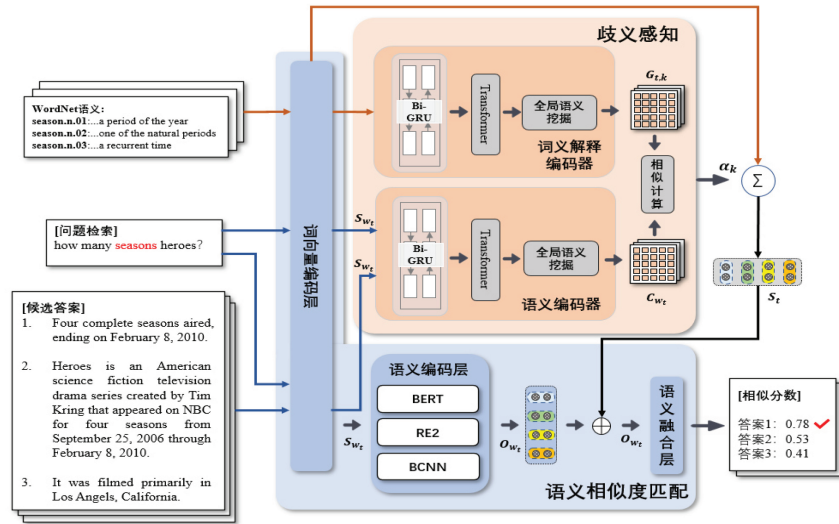 歧义感知
WordNet语义:
season.n.01:...a period of the year
season.n.02:...one of the natural periods
season.n.03:...a recurrent time
Bi-
GRU
Transformer
全局语义
挖掘
词义解释
编码器
G_{t,k}
相似计算
α_k
Σ
[问题检索]
how many seasons heroes?
词向量编码层
S_{w_t}
S_{w_t}
Bi-
GRU
Transformer
全局语义
挖掘
语义编码器
C_{w_t}
S_t
[候选答案]
1. Four complete seasons aired,
ending on February 8, 2010.
2. Heroes is an American
science fiction television
drama series created by Tim
Kring that appeared on NBC
for four seasons from
September 25, 2006 through
February 8, 2010.
3. It was filmed primarily in
Los Angels, California.
S_{w_t}
语义编码层
BERT
RE2
BCNN
O_{w_t}
O_{w_t}
语义融合层
语义相似度匹配
[相似分数]
答案1: 0.78
答案2: 0.53
答案3: 0.41